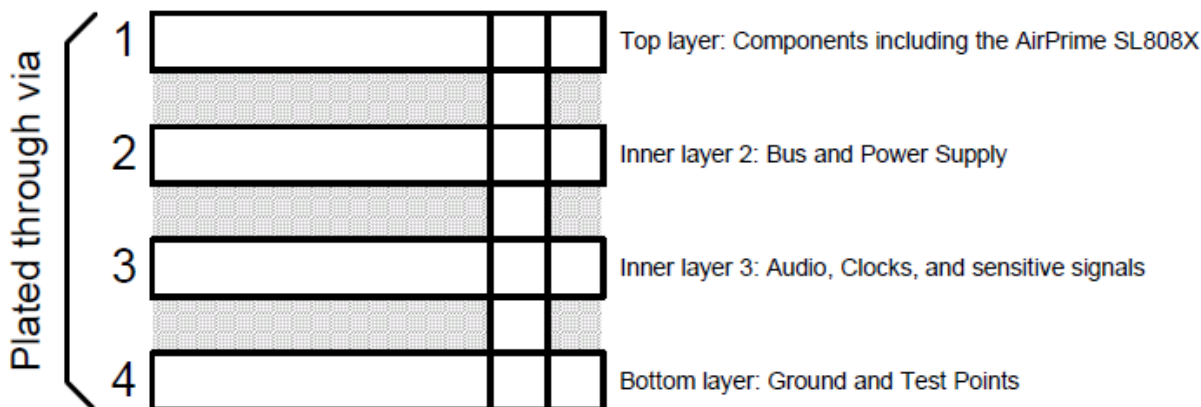 Plated through via
1
Top layer: Components including the AirPrime SL808X
2
Inner layer 2: Bus and Power Supply
3
Inner layer 3: Audio, Clocks, and sensitive signals
4
Bottom layer: Ground and Test Points